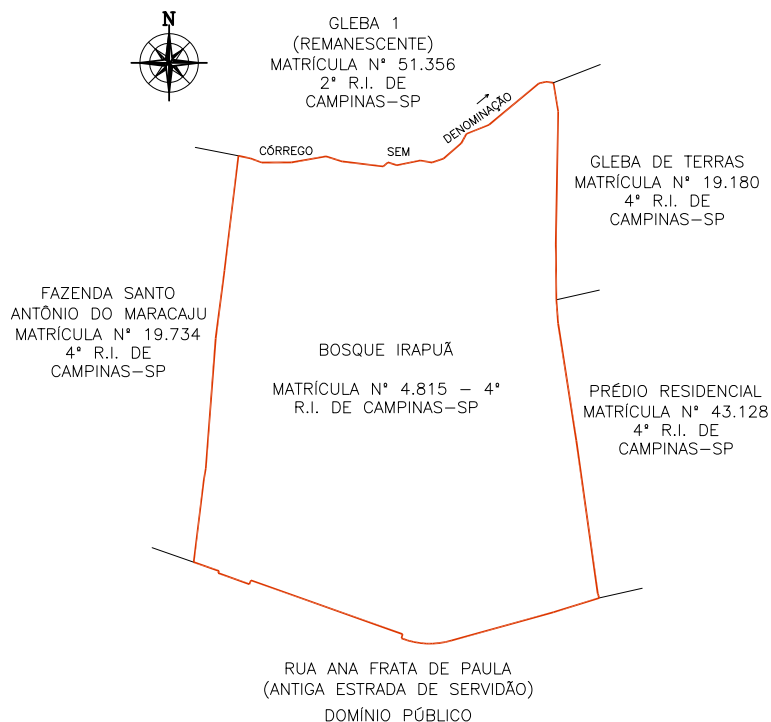 N
GLEBA 1
(REMANESCENTE)
MATRÍCULA Nº 51.356
2º R.I. DE
CAMPINAS-SP
CÓRREGO
SEM
DENOMINAÇÃO
GLEBA DE TERRAS
MATRÍCULA Nº 19.180
4º R.I. DE
CAMPINAS-SP
FAZENDA SANTO
ANTÔNIO DO MARACAJU
MATRÍCULA Nº 19.734
4º R.I. DE
CAMPINAS-SP
BOSQUE IRAPUÃ
MATRÍCULA Nº 4.815 - 4º
R.I. DE CAMPINAS-SP
PRÉDIO RESIDENCIAL
MATRÍCULA Nº 43.128
4º R.I. DE
CAMPINAS-SP
RUA ANA FRATA DE PAULA
(ANTIGA ESTRADA DE SERVIDÃO)
DOMÍNIO PÚBLICO